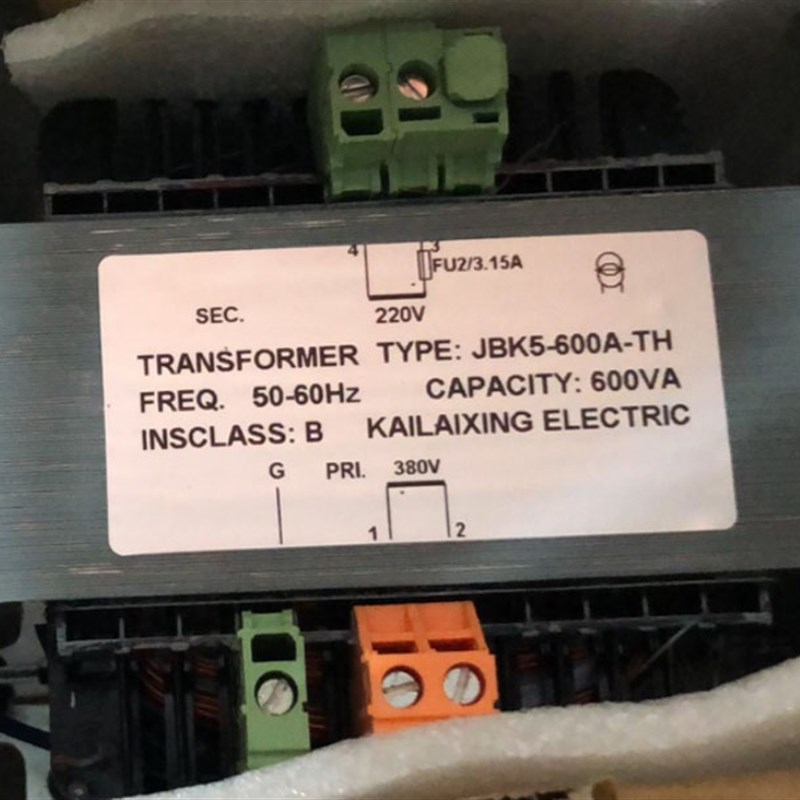 4 3
FU2/3.15A
SEC. 220V
TRANSFORMER TYPE: JBK5-600A-TH
FREQ. 50-60Hz CAPACITY: 600VA
INSCLASS: B KAILAIXING ELECTRIC
G PRI. 380V
1 2